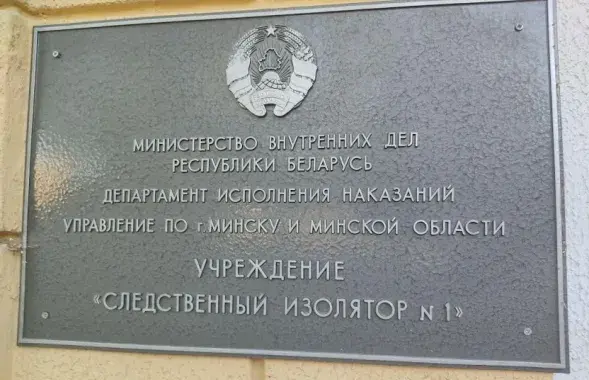 МИНИСТЕРСТВО ВНУТРЕННИХ ДЕЛ
РЕСПУБЛИКИ БЕЛАРУСЬ
ДЕПАРТАМЕНТ ИСПОЛНЕНИЯ НАКАЗАНИЙ
УПРАВЛЕНИЕ ПО г.МИНСКУ И МИНСКОЙ ОБЛАСТИ
УЧРЕЖДЕНИЕ
«СЛЕДСТВЕННЫЙ ИЗОЛЯТОР N 1»